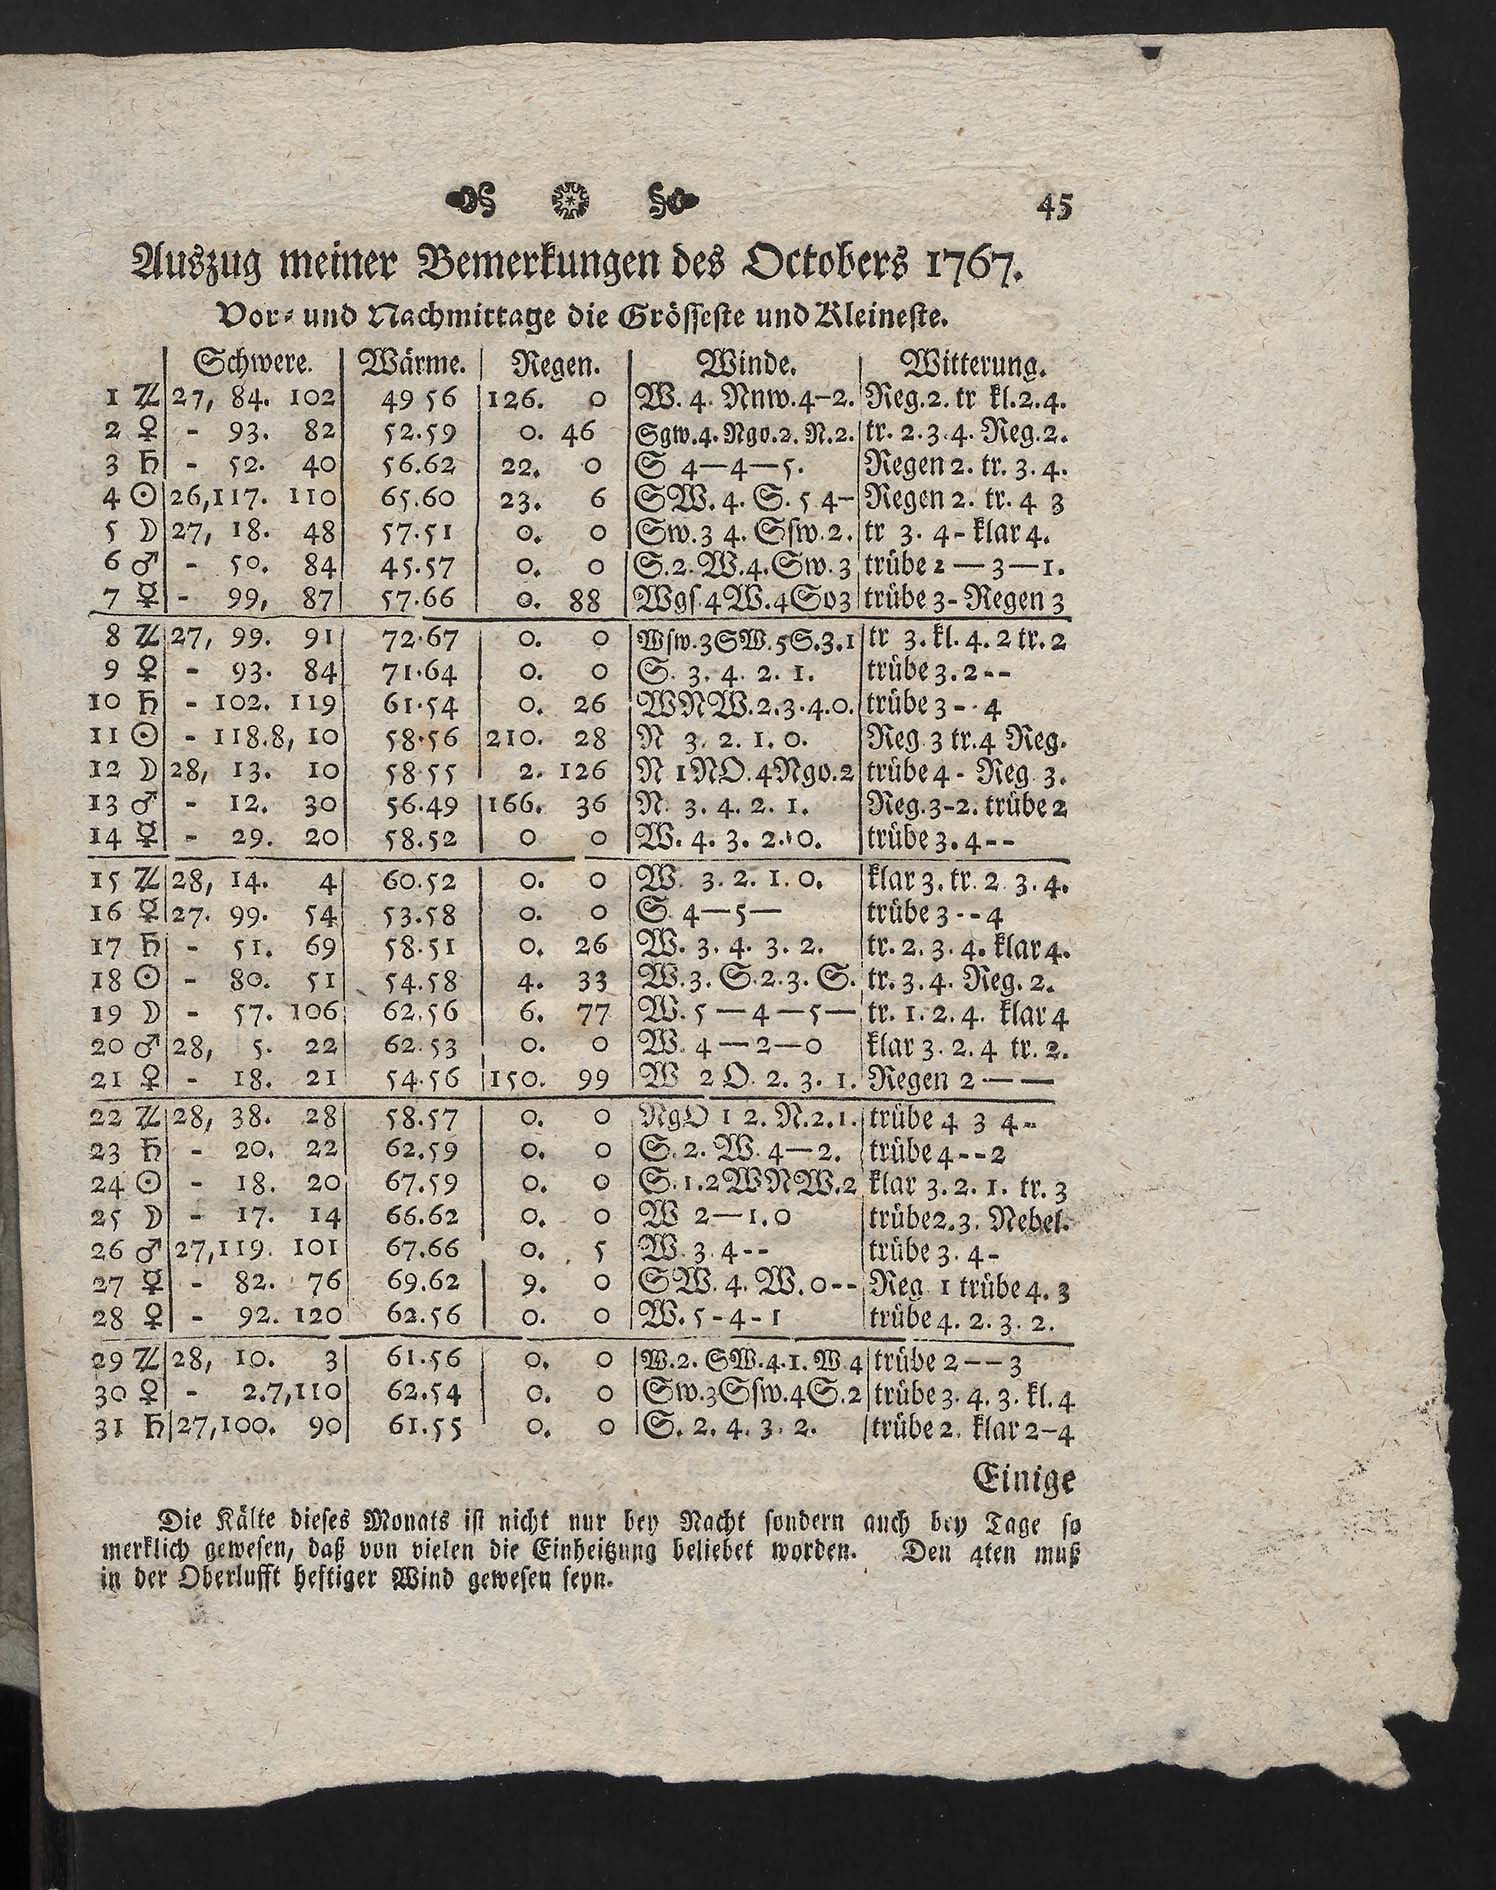 45
Auszug meiner Bemerkungen des Octobers 1767.
Vor- und Nachmittage die Grösseste und Kleineste.
Schwere. Wärme. Regen. Winde. Witterung.
1 ♃ 27, 84. 102 49 56 126. 0 W. 4. Nnw. 4-2. Reg. 2. tr kl. 2. 4.
2 ♀ - 93. 82 52.59 0. 46 Sgw. 4. Ngo. 2. N. 2. tr. 2. 3. 4. Reg. 2.
3 ♄ - 52. 40 56.62 22. 0 S 4—4—5. Regen 2. tr. 3. 4.
4 ☉ 26, 117. 110 65.60 23. 6 SW. 4. S. 5 4- Regen 2. tr. 4 3
5 ☽ 27, 18. 48 57.51 0. 0 Sw. 3 4. Sſw. 2. tr 3. 4- klar 4.
6 ♂ - 50. 84 45.57 0. 0 S. 2. W. 4. Sw. 3 trübe 2—3—1.
7 ☿ - 99, 87 57.66 0. 88 Wgſ. 4 W. 4 So 3 trübe 3- Regen 3
8 ♃ 27, 99. 91 72.67 0. 0 Wſw. 3 SW. 5 S. 3. 1 tr 3. kl. 4. 2 tr. 2
9 ♀ - 93. 84 71.64 0. 0 S. 3. 4. 2. 1. trübe 3. 2--
10 ♄ - 102. 119 61.54 0. 26 WNW. 2. 3. 4. 0. trübe 3 -- 4
11 ☉ - 118. 8, 10 58.56 210. 28 N 3. 2. 1. 0. Reg. 3 tr. 4 Reg.
12 ☽ 28, 13. 10 58.55 2. 126 N 1 NO. 4 Ngo. 2 trübe 4- Reg. 3.
13 ♂ - 12. 30 56.49 166. 36 N. 3. 4. 2. 1. Reg. 3-2. trübe 2
14 ☿ - 29. 20 58.52 0 0 W. 4. 3. 2. 0. trübe 3. 4--
15 ♃ 28, 14. 4 60.52 0. 0 W. 3. 2. 1. 0. klar 3. tr. 2. 3. 4.
16 ☿ 27. 99. 54 53.58 0. 0 S. 4—5— trübe 3--4
17 ♄ - 51. 69 58.51 0. 26 W. 3. 4. 3. 2. tr. 2. 3. 4. klar 4.
18 ☉ - 80. 51 54.58 4. 33 W. 3. S. 2. 3. S. tr. 3. 4. Reg. 2.
19 ☽ - 57. 106 62.56 6. 77 W. 5—4—5— tr. 1. 2. 4. klar 4
20 ♂ 28, 5. 22 62.53 0. 0 W. 4—2—0 klar 3. 2. 4 tr. 2.
21 ♀ - 18. 21 54.56 150. 99 W 2 O. 2. 3. 1. Regen 2——
22 ♃ 28, 38. 28 58.57 0. 0 NgO 1 2. N. 2. 1. trübe 4 3 4--
23 ♄ - 20. 22 62.59 0. 0 S. 2. W. 4—2. trübe 4--2
24 ☉ - 18. 20 67.59 0. 0 S. 1. 2 WNW. 2 klar 3. 2. 1. tr. 3
25 ☽ - 17. 14 66.62 0. 0 W 2—1. 0 trübe 2. 3. Nebel.
26 ♂ 27, 119. 101 67.66 0. 5 W. 3. 4-- trübe 3. 4-
27 ☿ - 82. 76 69.62 9. 0 SW. 4. W. 0-- Reg. 1 trübe 4. 3
28 ♀ - 92. 120 62.56 0. 0 W. 5-4-1 trübe 4. 2. 3. 2.
29 ♃ 28, 10. 3 61.56 0. 0 W. 2. SW. 4. 1. W 4 trübe 2--3
30 ♀ - 2. 7, 110 62.54 0. 0 Sw. 3 Sſw. 4 S. 2 trübe 3. 4. 3. kl. 4
31 ♄ 27, 100. 90 61.55 0. 0 S. 2. 4. 3. 2. trübe 2. klar 2-4
Einige
Die Kälte dieſes Monats iſt nicht nur bey Nacht ſondern auch bey Tage ſo
merklich geweſen, daß von vielen die Einheitzung beliebet worden. Den 4ten muß
in der Oberlufft heftiger Wind geweſen ſeyn.